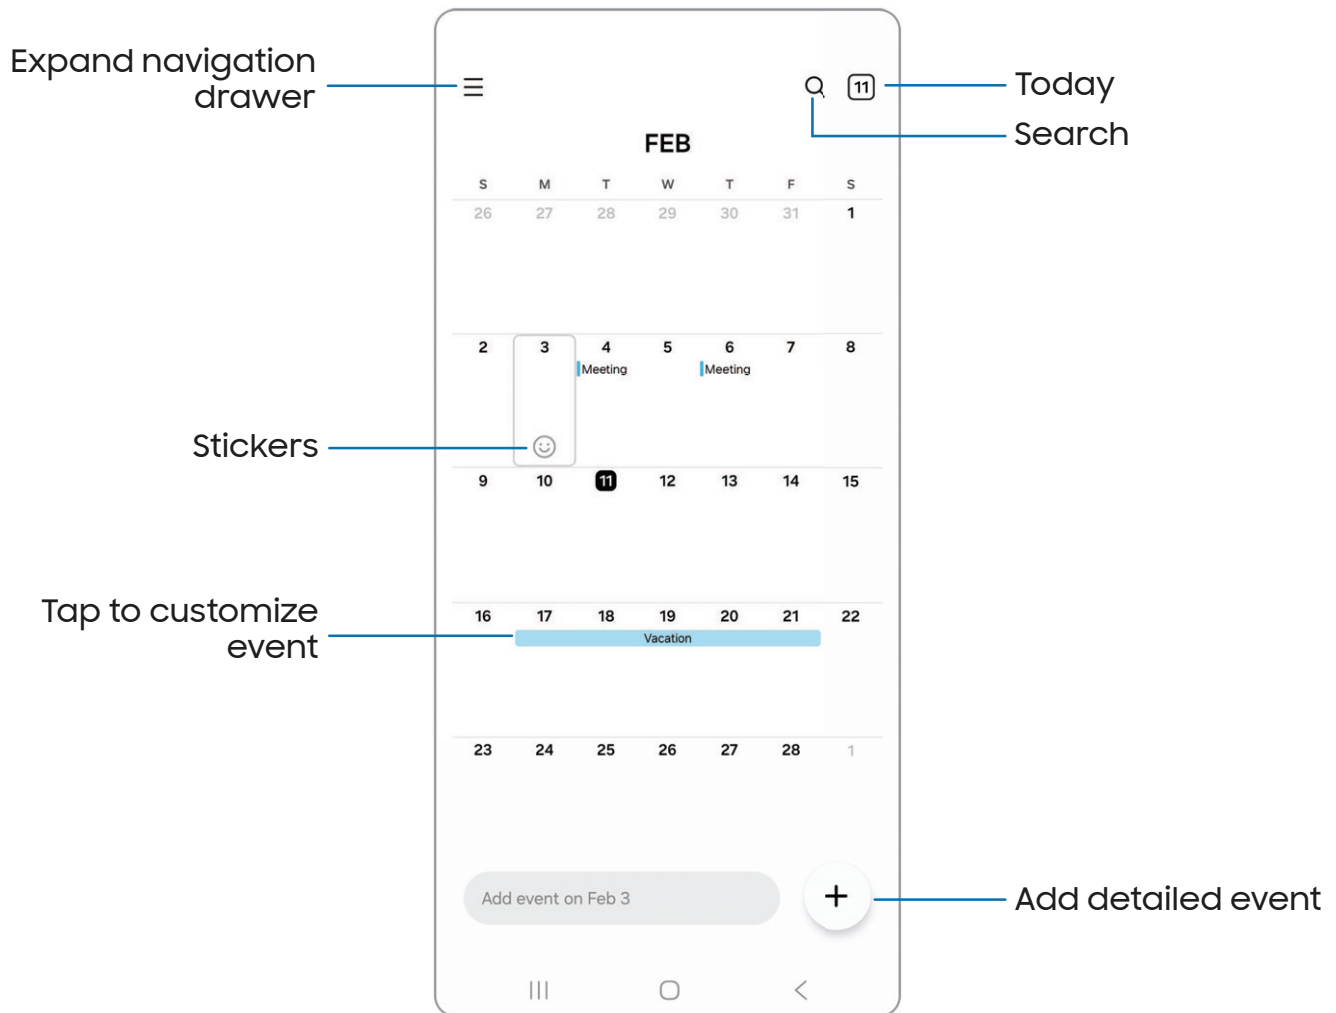 Expand navigation
drawer
11
Today
Search
FEB
S M T W T F S
26 27 28 29 30 31 1
2 3 4 5 6 7 8
Meeting Meeting
Stickers
9 10 11 12 13 14 15
Tap to customize
event
16 17 18 19 20 21 22
Vacation
23 24 25 26 27 28 1
Add event on Feb 3
Add detailed event